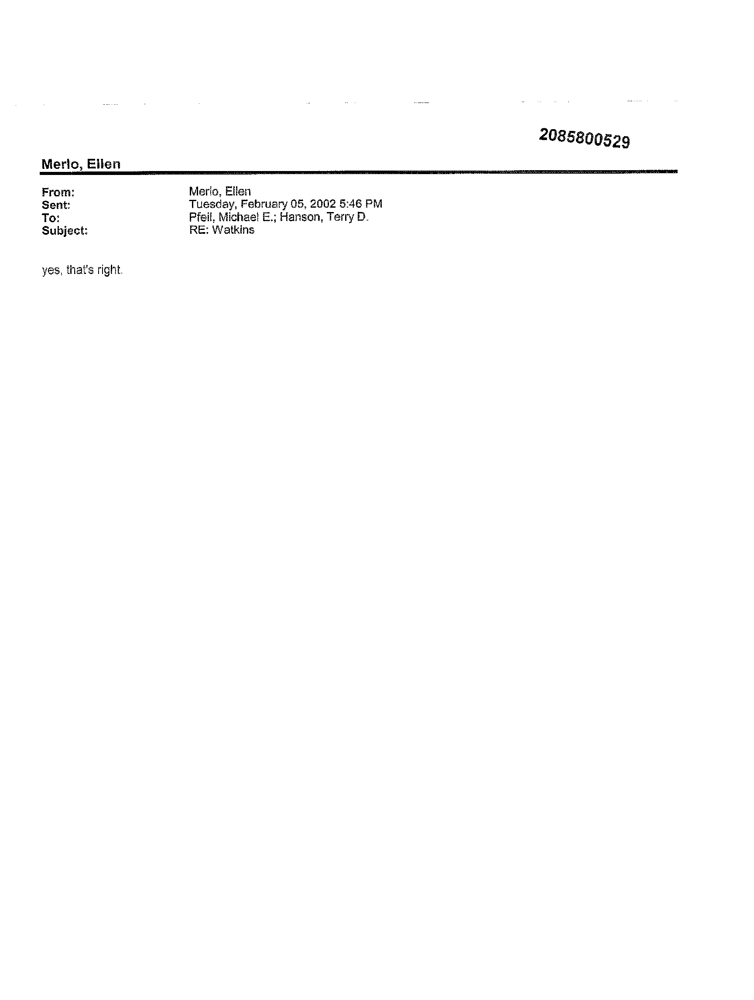 2085800529
Merlo, Ellen
From: Merlo, Ellen
Sent: Tuesday, February 05, 2002 5:46 PM
To: Pfeil, Michael E.; Hanson, Terry D.
Subject: RE: Watkins
yes, that's right.